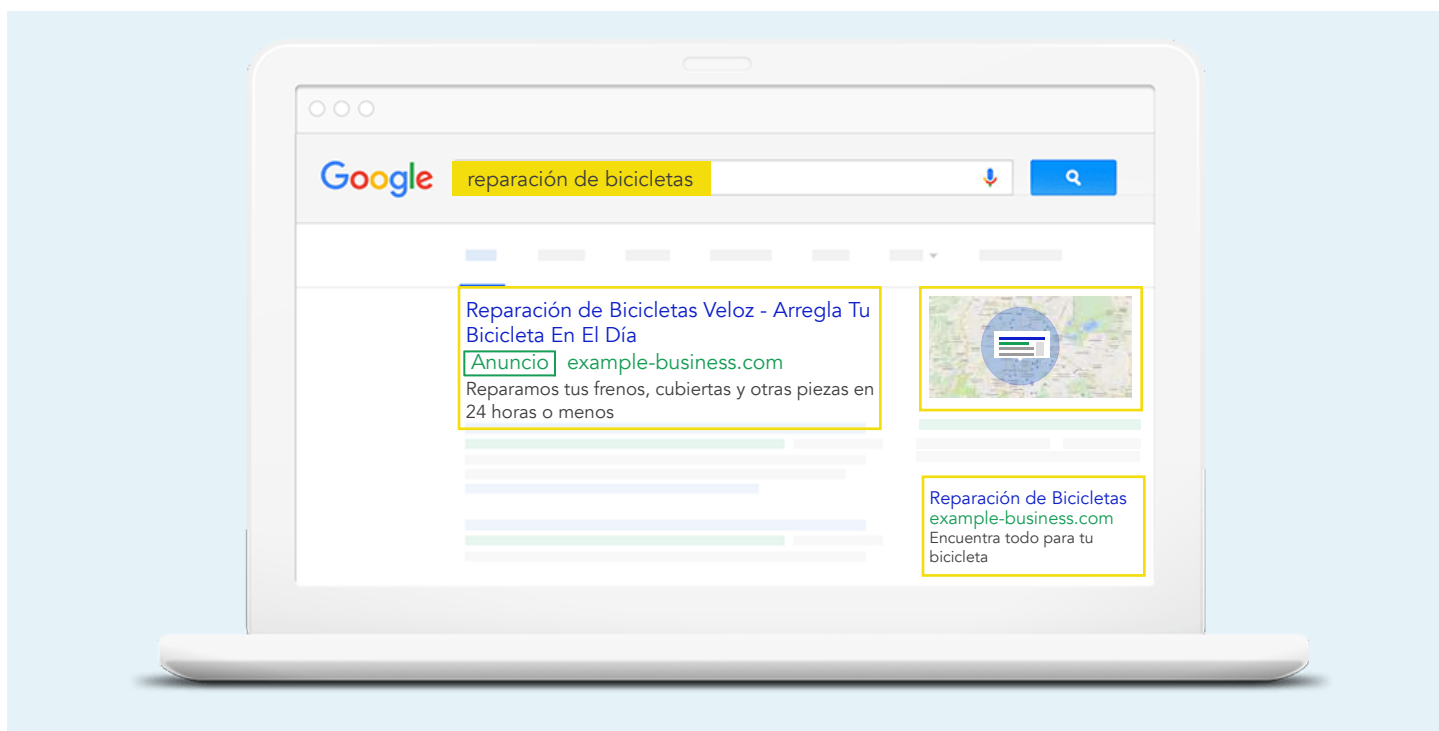 Google
reparación de bicicletas
Reparación de Bicicletas Veloz - Arregla Tu
Bicicleta En El Día
Anuncio example-business.com
Reparamos tus frenos, cubiertas y otras piezas en
24 horas o menos
Reparación de Bicicletas
example-business.com
Encuentra todo para tu
bicicleta